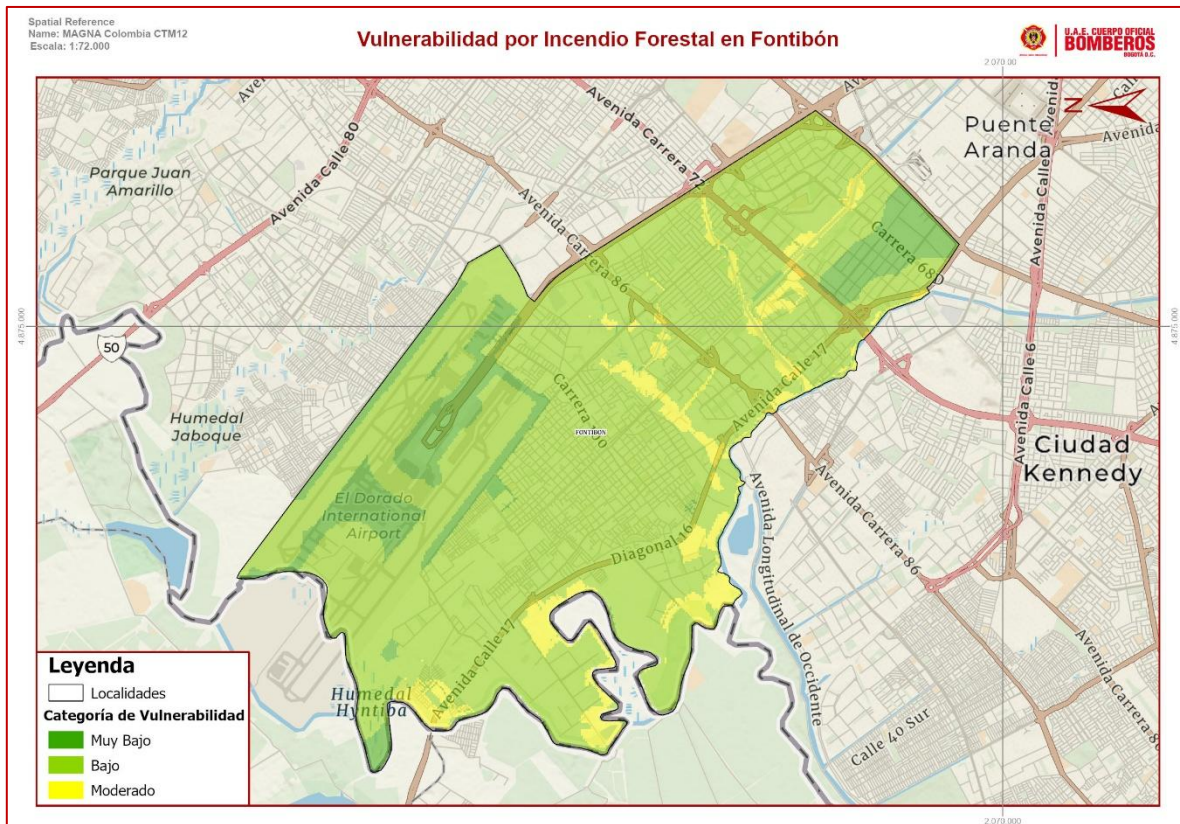 Spatial Reference
Name: MAGNA Colombia CTM12
Escala: 1:72.000
Vulnerabilidad por Incendio Forestal en Fontibón
U.A.E. CUERPO OFICIAL
BOMBEROS
BOGOTÁ D.C.
2.070.00
N
Puente
Aranda
Avenida Carrera 72
Avenida Calle 80
Parque Juan
Amarillo
Avenida Carrera 86
Carrera 68D
Avenida Calle 6
4.875.000
4.875.000
50
Humedal
Jaboque
Avenida Calle 17
FONTIBON
Ciudad
Kennedy
El Dorado
International
Airport
Diagonal 16
Avenida Longitudinal de Occidente
Avenida Carrera 86
Avenida Calle 17
Humedal
Hyntiba
Calle 40 Sur
Avenida Carrera 86
Leyenda
Localidades
Categoría de Vulnerabilidad
Muy Bajo
Bajo
Moderado
2.070.000